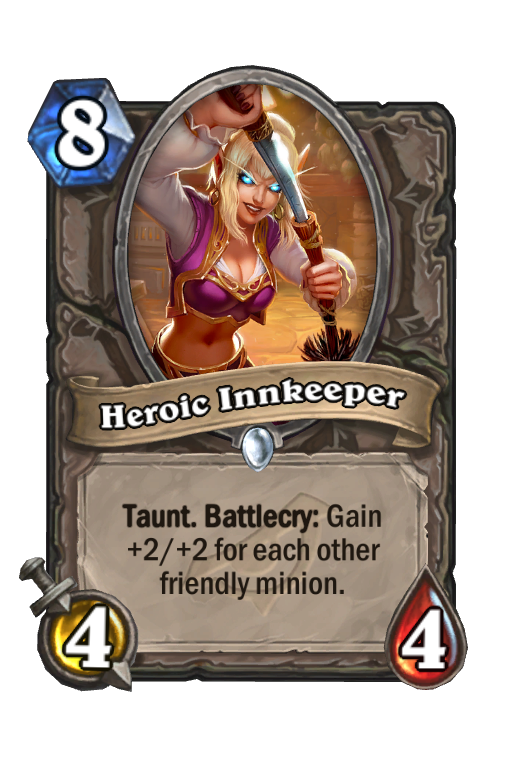 8
Heroic Innkeeper
Taunt. Battlecry: Gain
+2/+2 for each other
friendly minion.
4
4